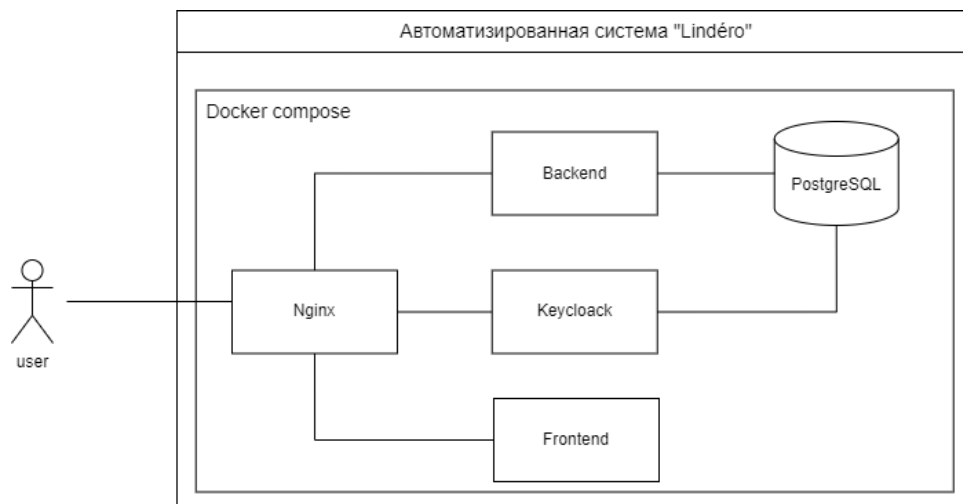 Автоматизированная система "Lindéro"
Docker compose
Backend
PostgreSQL
Nginx
Keycloack
user
Frontend